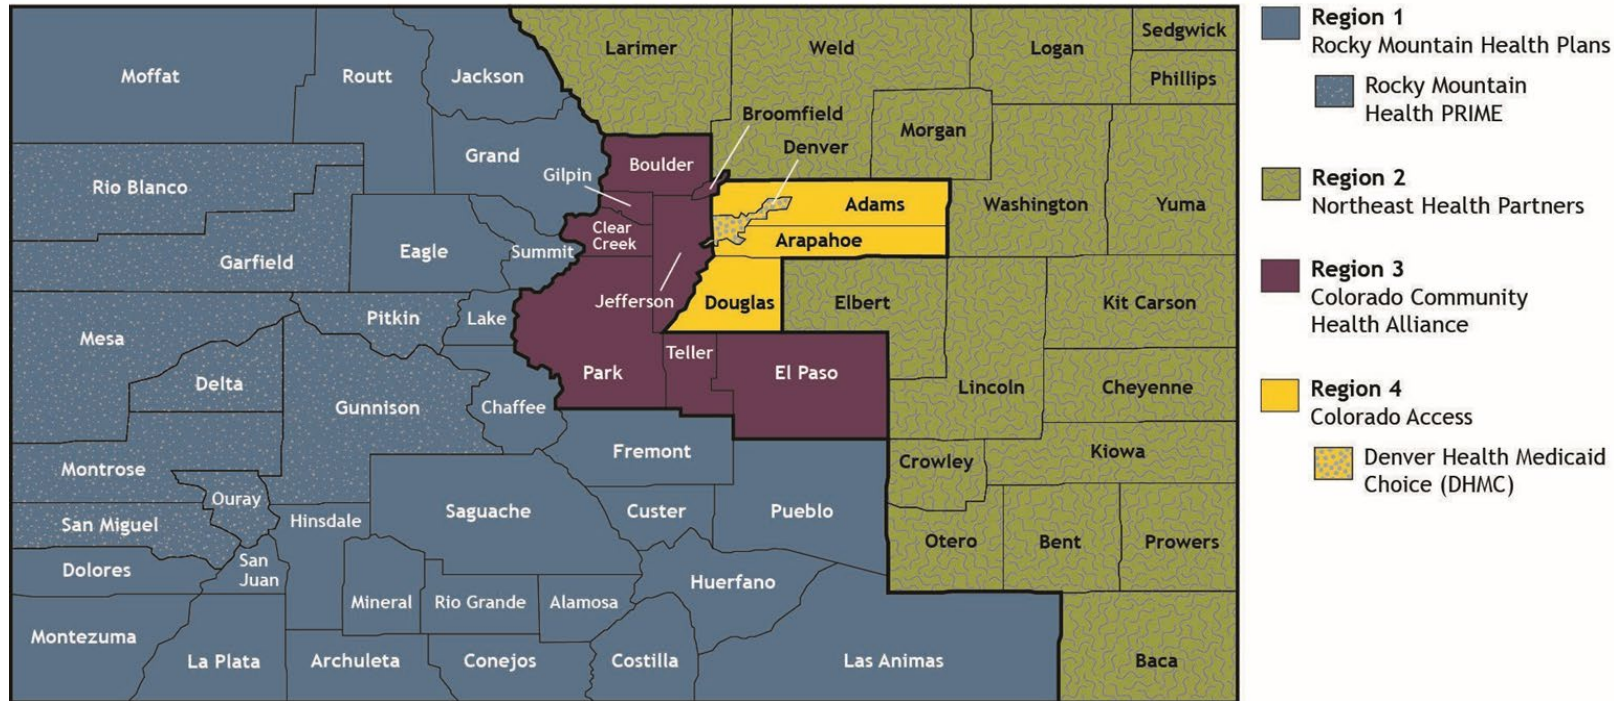 Larimer
Weld
Logan
Sedgwick
Phillips
Moffat
Routt
Jackson
Broomfield
Morgan
Denver
Grand
Boulder
Gilpin
Rio Blanco
Adams
Washington
Yuma
Clear
Creek
Arapahoe
Eagle
Summit
Garfield
Jefferson
Douglas
Elbert
Kit Carson
Pitkin
Lake
Mesa
Teller
Park
El Paso
Delta
Lincoln
Cheyenne
Gunnison
Chaffee
Fremont
Kiowa
Crowley
Montrose
Ouray
Saguache
Custer
Pueblo
San Miguel
Hinsdale
Otero
Bent
Prowers
Dolores
San
Juan
Huerfano
Mineral
Rio Grande
Alamosa
Montezuma
La Plata
Archuleta
Conejos
Costilla
Las Animas
Baca
Region 1
Rocky Mountain Health Plans
Rocky Mountain
Health PRIME
Region 2
Northeast Health Partners
Region 3
Colorado Community
Health Alliance
Region 4
Colorado Access
Denver Health Medicaid
Choice (DHMC)